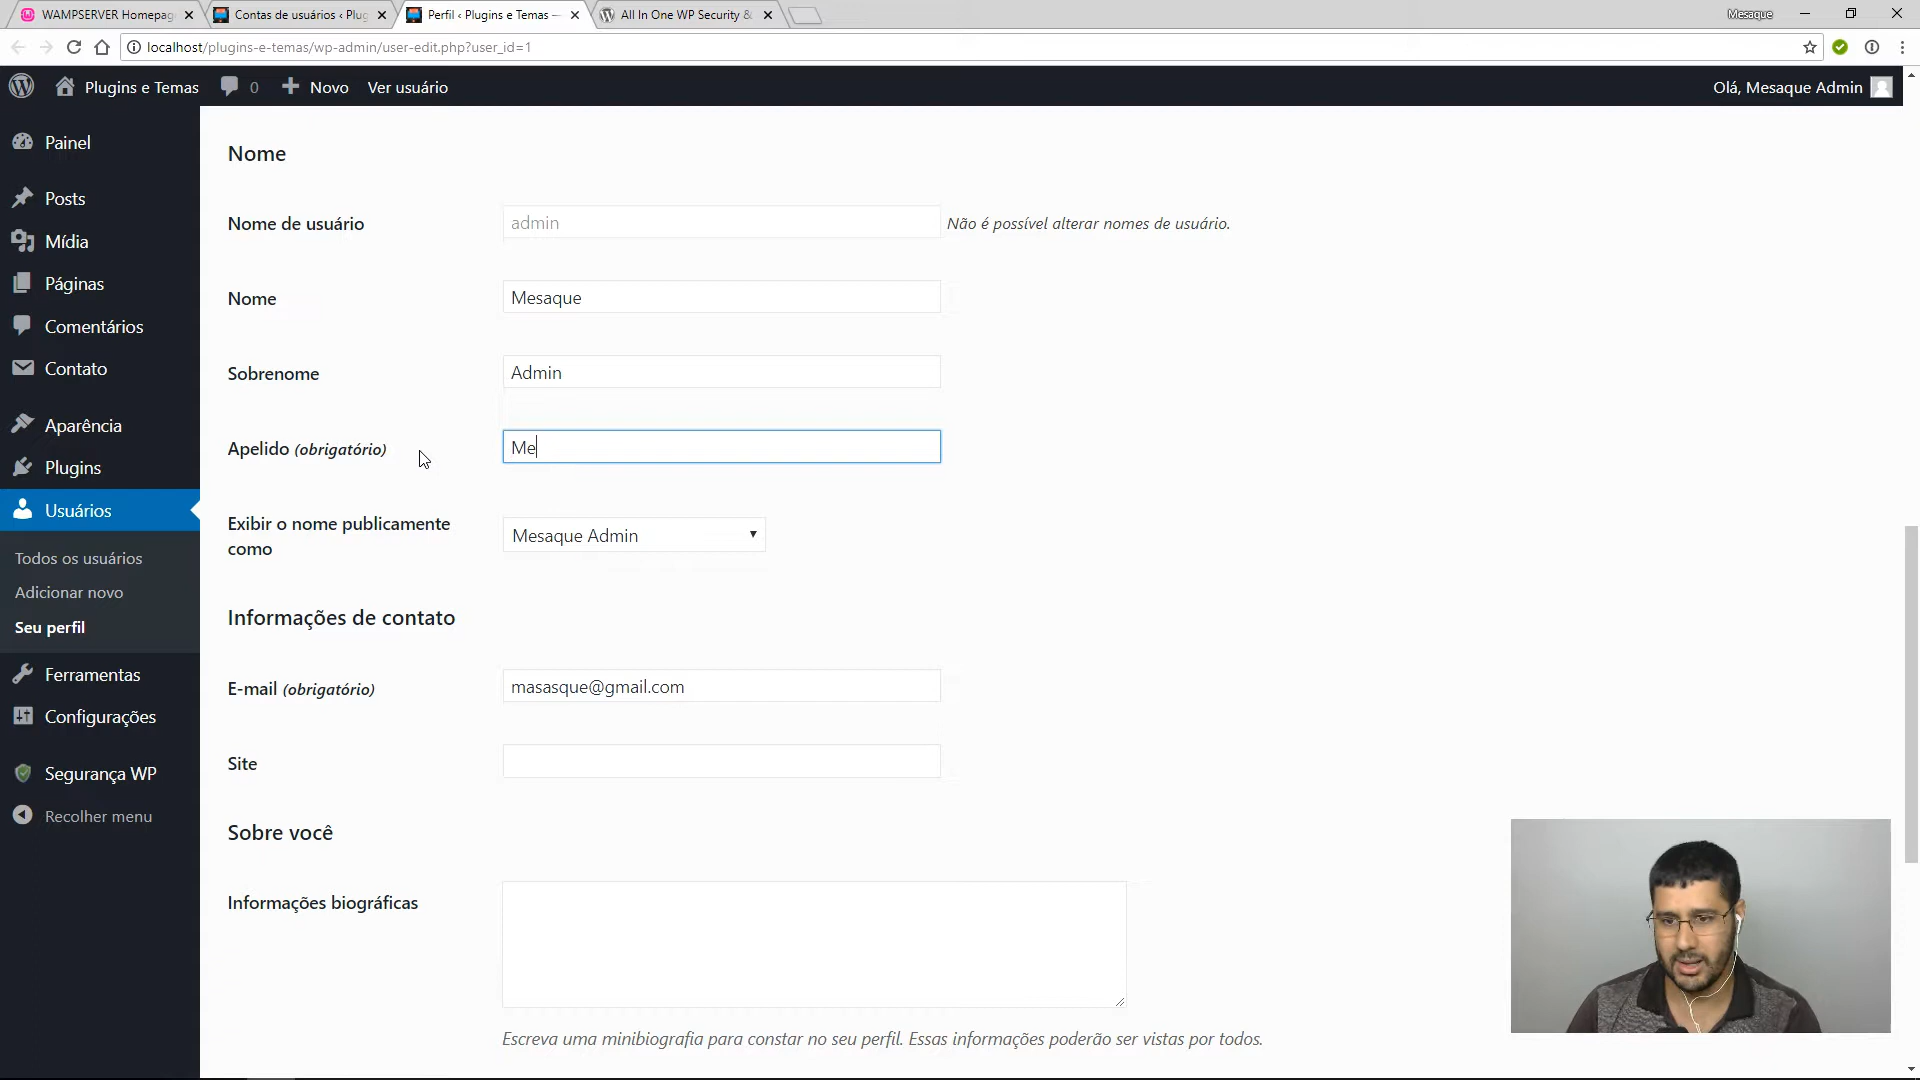 WAMPSERVER Homepage
Contas de usuários ‹ Plug
Perfil ‹ Plugins e Temas —
All In One WP Security &
Mesaque
localhost/plugins-e-temas/wp-admin/user-edit.php?user_id=1
Plugins e Temas
0
Novo
Ver usuário
Olá, Mesaque Admin
Painel
Posts
Mídia
Páginas
Comentários
Contato
Aparência
Plugins
Usuários
Todos os usuários
Adicionar novo
Seu perfil
Ferramentas
Configurações
Segurança WP
Recolher menu
Nome
Nome de usuário
admin
Não é possível alterar nomes de usuário.
Nome
Mesaque
Sobrenome
Admin
Apelido (obrigatório)
Me
Exibir o nome publicamente
como
Mesaque Admin
Informações de contato
E-mail (obrigatório)
masasque@gmail.com
Site
Sobre você
Informações biográficas
Escreva uma minibiografia para constar no seu perfil. Essas informações poderão ser vistas por todos.